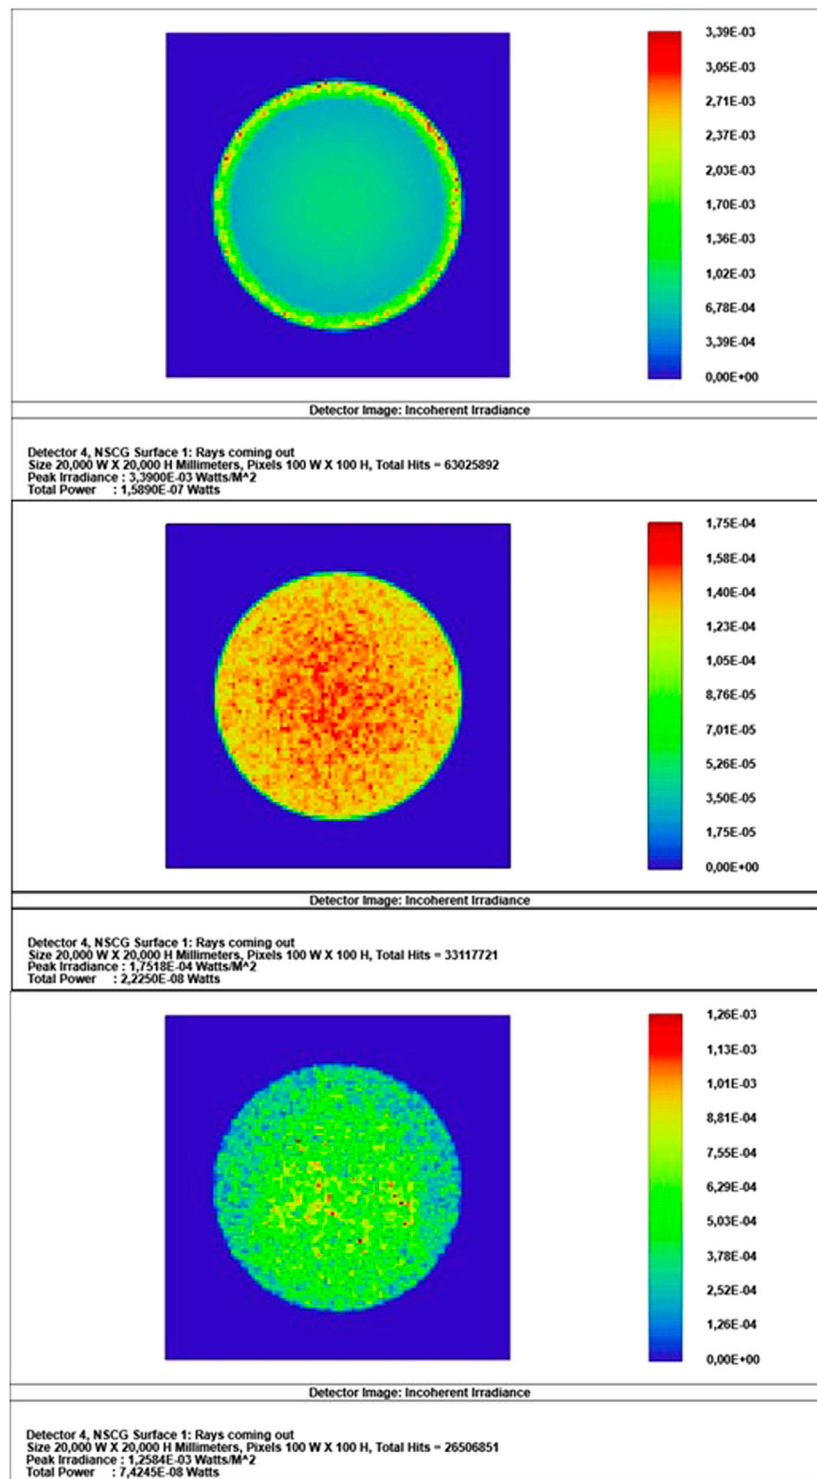 3,39E-03
3,05E-03
2,71E-03
2,37E-03
2,03E-03
1,70E-03
1,36E-03
1,02E-03
6,78E-04
3,39E-04
0,00E+00
Detector Image: Incoherent Irradiance
Detector 4, NSCG Surface 1: Rays coming out
Size 20,000 W X 20,000 H Millimeters, Pixels 100 W X 100 H, Total Hits = 63025892
Peak Irradiance : 3,3900E-03 Watts/M^2
Total Power : 1,5890E-07 Watts
1,75E-04
1,58E-04
1,40E-04
1,23E-04
1,05E-04
8,76E-05
7,01E-05
5,26E-05
3,50E-05
1,75E-05
0,00E+00
Detector Image: Incoherent Irradiance
Detector 4, NSCG Surface 1: Rays coming out
Size 20,000 W X 20,000 H Millimeters, Pixels 100 W X 100 H, Total Hits = 33117721
Peak Irradiance : 1,7518E-04 Watts/M^2
Total Power : 2,2250E-08 Watts
1,26E-03
1,13E-03
1,01E-03
8,81E-04
7,55E-04
6,29E-04
5,03E-04
3,78E-04
2,52E-04
1,26E-04
0,00E+00
Detector Image: Incoherent Irradiance
Detector 4, NSCG Surface 1: Rays coming out
Size 20,000 W X 20,000 H Millimeters, Pixels 100 W X 100 H, Total Hits = 26506851
Peak Irradiance : 1,2584E-03 Watts/M^2
Total Power : 7,4245E-08 Watts